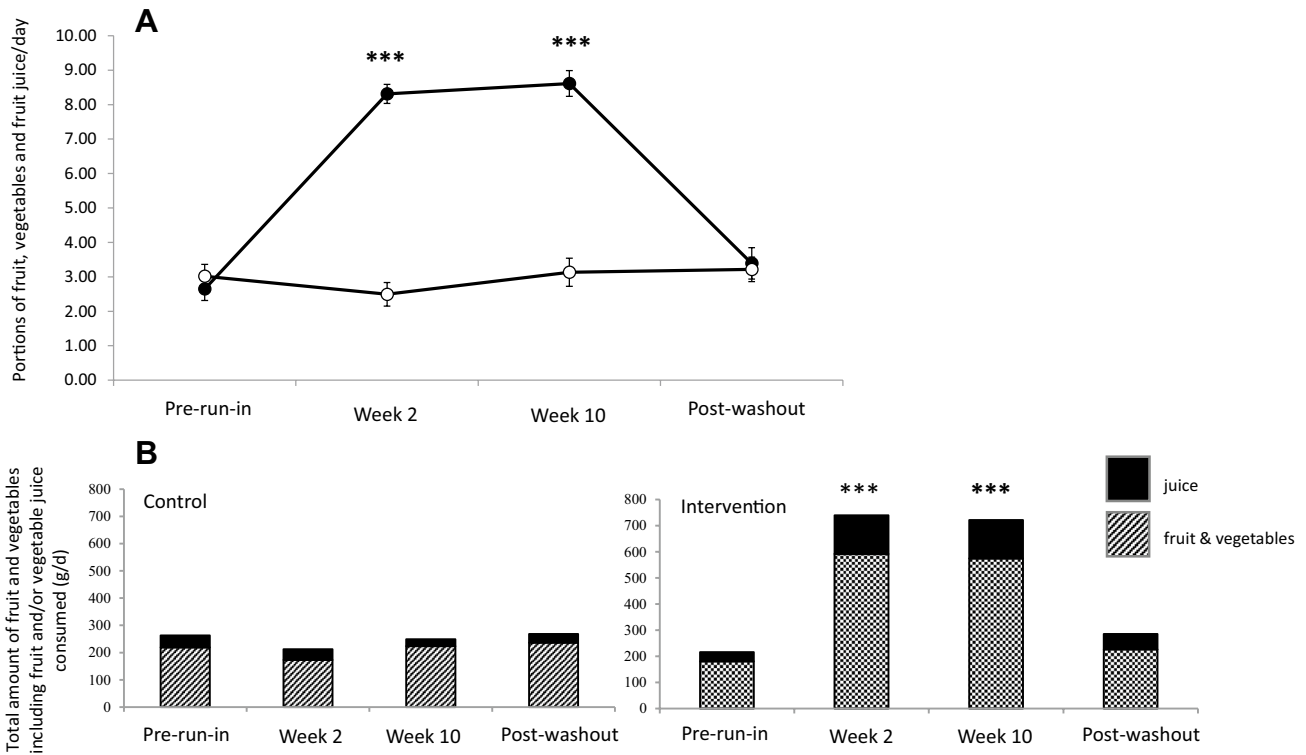 A
Portions of fruit, vegetables and fruit juice/day
10.00
9.00
8.00
7.00
6.00
5.00
4.00
3.00
2.00
1.00
0.00
***
***
Pre-run-in
Week 2
Week 10
Post-washout
B
Total amount of fruit and vegetables
including fruit and/or vegetable juice
consumed (g/d)
Control
800
700
600
500
400
300
200
100
0
Pre-run-in
Week 2
Week 10
Post-washout
Intervention
***
***
800
700
600
500
400
300
200
100
0
Pre-run-in
Week 2
Week 10
Post-washout
juice
fruit & vegetables